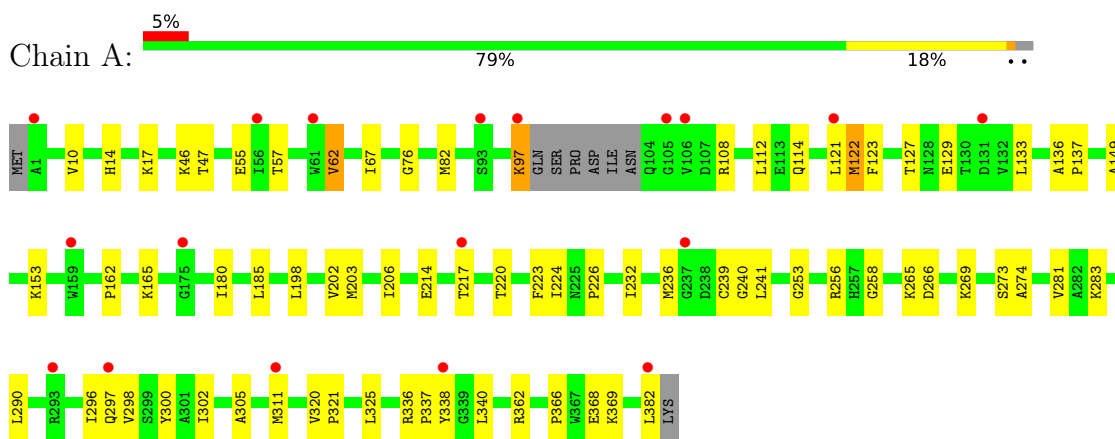 5%
Chain A:
79%
18%
MET A1 V10 H14 K17 K46 T47 E55 I56 T57 W61 V62 I67 G76 M82 S93 K97 GLN SER PRO ASP ILE ASN Q104 G105 V106 D107 R108 L112 E113 Q114 L121 M122 F123 T127 N128 E129 T130 D131 V132 L133 A136 P137
K153 W159 P162 K165 G175 I180 L185 L198 V202 M203 I206 E214 T217 T220 F223 I224 N225 P226 I232 M236 G237 D238 C239 G240 L241 G253 R256 H257 G258 K265 D266 K269 S273 A274 V281 A282 K283
L290 R293 I296 Q297 V298 S299 Y300 A301 I302 A305 M311 V320 P321 L325 R336 P337 Y338 G339 L340 R362 P366 W367 E368 K369 L382 LYS